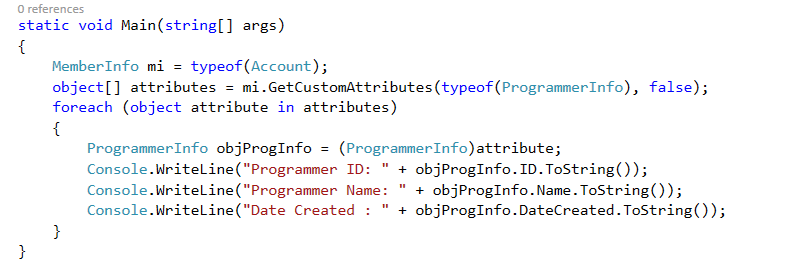 0 references
static void Main(string[] args)
{
    MemberInfo mi = typeof(Account);
    object[] attributes = mi.GetCustomAttributes(typeof(ProgrammerInfo), false);
    foreach (object attribute in attributes)
    {
        ProgrammerInfo objProgInfo = (ProgrammerInfo)attribute;
        Console.WriteLine("Programmer ID: " + objProgInfo.ID.ToString());
        Console.WriteLine("Programmer Name: " + objProgInfo.Name.ToString());
        Console.WriteLine("Date Created : " + objProgInfo.DateCreated.ToString());
    }
}